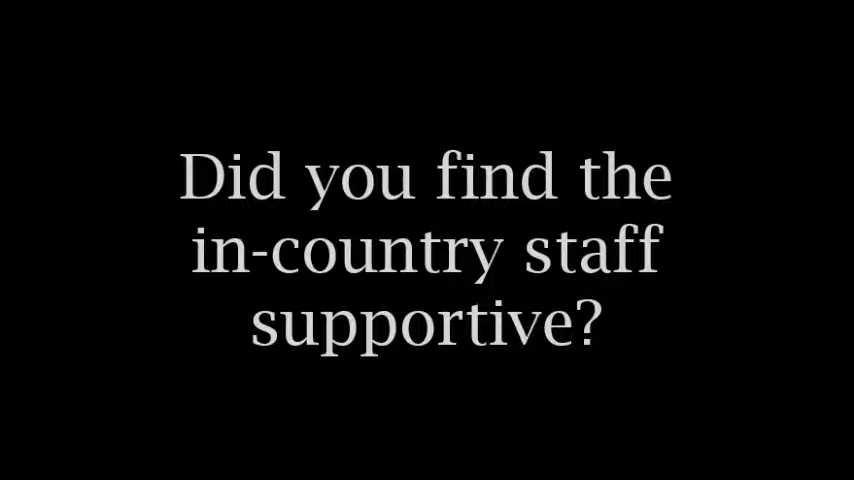 Did you find the
in-country staff
supportive?